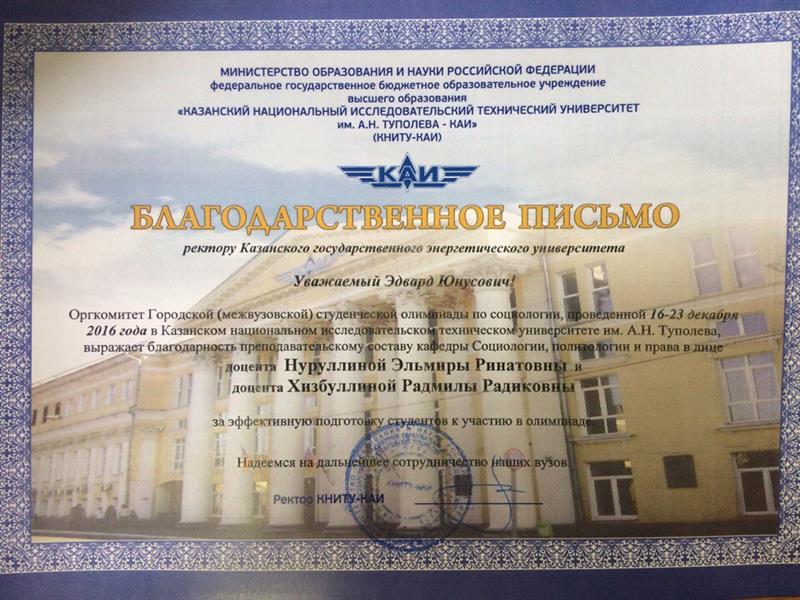 МИНИСТЕРСТВО ОБРАЗОВАНИЯ И НАУКИ РОССИЙСКОЙ ФЕДЕРАЦИИ
федеральное государственное бюджетное образовательное учреждение
высшего образования
«КАЗАНСКИЙ НАЦИОНАЛЬНЫЙ ИССЛЕДОВАТЕЛЬСКИЙ ТЕХНИЧЕСКИЙ УНИВЕРСИТЕТ
им. А.Н. ТУПОЛЕВА - КАИ»
(КНИТУ-КАИ)
КАИ
БЛАГОДАРСТВЕННОЕ ПИСЬМО
ректору Казанского государственного энергетического университета
Уважаемый Эдвард Юнусович!
Оргкомитет Городской (межвузовской) студенческой олимпиады по социологии, проведенной 16-23 декабря
2016 года в Казанском национальном исследовательском техническом университете им. А.Н. Туполева,
выражает благодарность преподавательскому составу кафедры Социологии, политологии и права в лице
доцента Нуруллиной Эльмиры Ринатовны и
доцента Хизбуллиной Радмилы Радиковны
за эффективную подготовку студентов к участию в олимпиаде.
Надеемся на дальнейшее сотрудничество наших вузов.
Ректор КНИТУ-КАИ
КНИТУ-КАИ